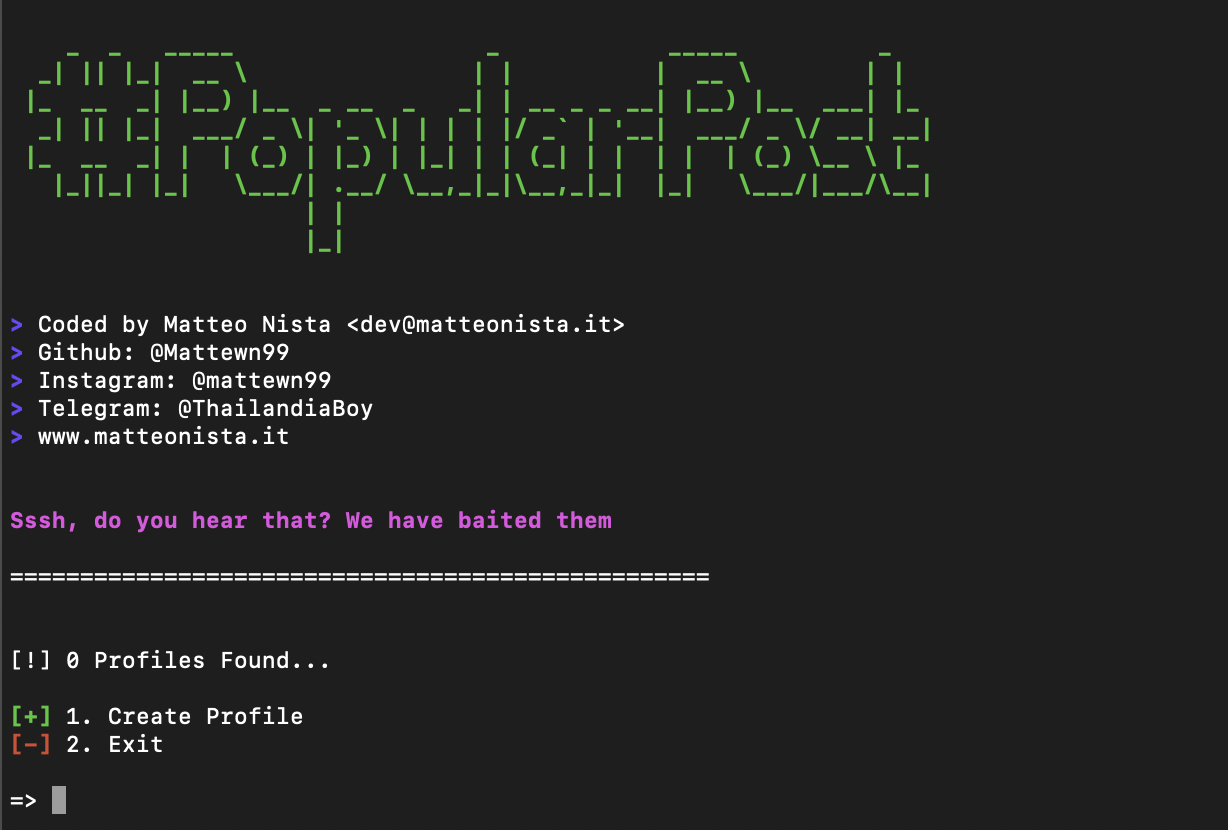 #PopularPost
> Coded by Matteo Nista <dev@matteonista.it>
> Github: @Mattewn99
> Instagram: @mattewn99
> Telegram: @ThailandiaBoy
> www.matteonista.it
Sssh, do you hear that? We have baited them
==================================================
[!] 0 Profiles Found...
[+] 1. Create Profile
[-] 2. Exit
=>